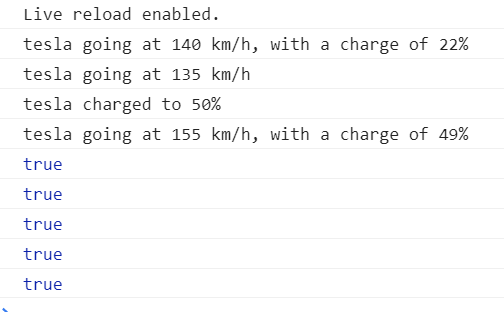 Live reload enabled.
tesla going at 140 km/h, with a charge of 22%
tesla going at 135 km/h
tesla charged to 50%
tesla going at 155 km/h, with a charge of 49%
true
true
true
true
true